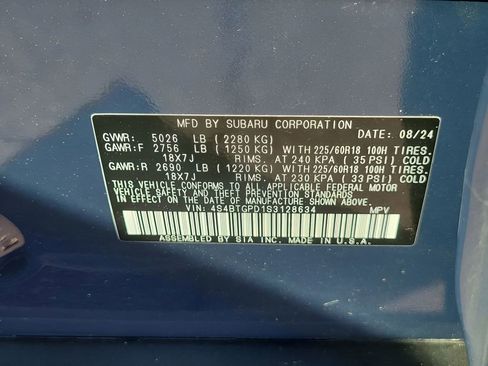 MFD BY SUBARU CORPORATION
DATE: 08/24
GVWR: 5026 LB ( 2280 KG)
GAWR:F 2756 LB ( 1250 KG) WITH 225/60R18 100H TIRES.
18X7J RIMS. AT 240 KPA ( 35 PSI) COLD
GAWR:R 2690 LB ( 1220 KG) WITH 225/60R18 100H TIRES.
18X7J RIMS. AT 230 KPA ( 33 PSI) COLD
THIS VEHICLE CONFORMS TO ALL APPLICABLE FEDERAL MOTOR
VEHICLE SAFETY, BUMPER, AND THEFT PREVENTION STANDARDS
IN EFFECT ON THE DATE OF MANUFACTURE SHOWN ABOVE.
VIN: 4S4BTGPD1S3128634 MPV
ASSEMBLED BY SIA INC. MADE IN U.S.A.